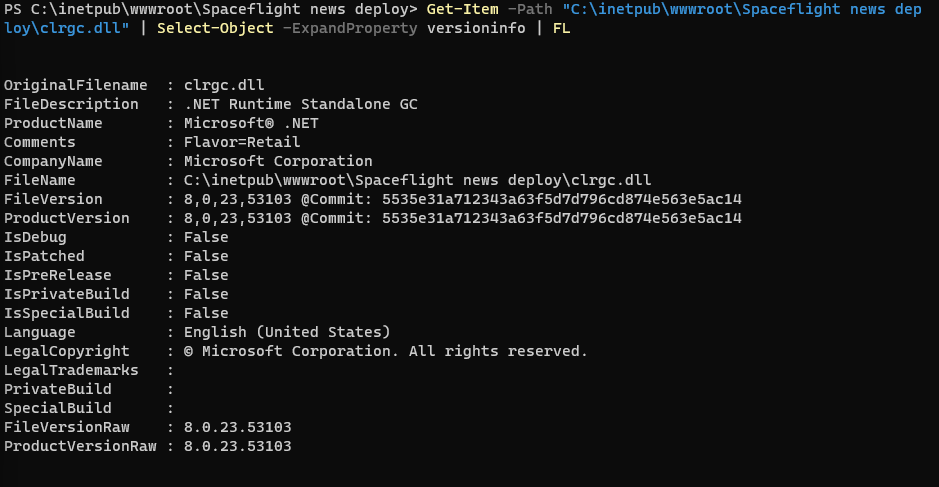 PS C:\inetpub\wwwroot\Spaceflight news deploy> Get-Item -Path "C:\inetpub\wwwroot\Spaceflight news dep
loy\clrgc.dll" | Select-Object -ExpandProperty versioninfo | FL
OriginalFilename  : clrgc.dll
FileDescription   : .NET Runtime Standalone GC
ProductName       : Microsoft® .NET
Comments          : Flavor=Retail
CompanyName       : Microsoft Corporation
FileName          : C:\inetpub\wwwroot\Spaceflight news deploy\clrgc.dll
FileVersion       : 8,0,23,53103 @Commit: 5535e31a712343a63f5d7d796cd874e563e5ac14
ProductVersion    : 8,0,23,53103 @Commit: 5535e31a712343a63f5d7d796cd874e563e5ac14
IsDebug           : False
IsPatched         : False
IsPreRelease      : False
IsPrivateBuild    : False
IsSpecialBuild    : False
Language          : English (United States)
LegalCopyright    : © Microsoft Corporation. All rights reserved.
LegalTrademarks   :
PrivateBuild      :
SpecialBuild      :
FileVersionRaw    : 8.0.23.53103
ProductVersionRaw : 8.0.23.53103